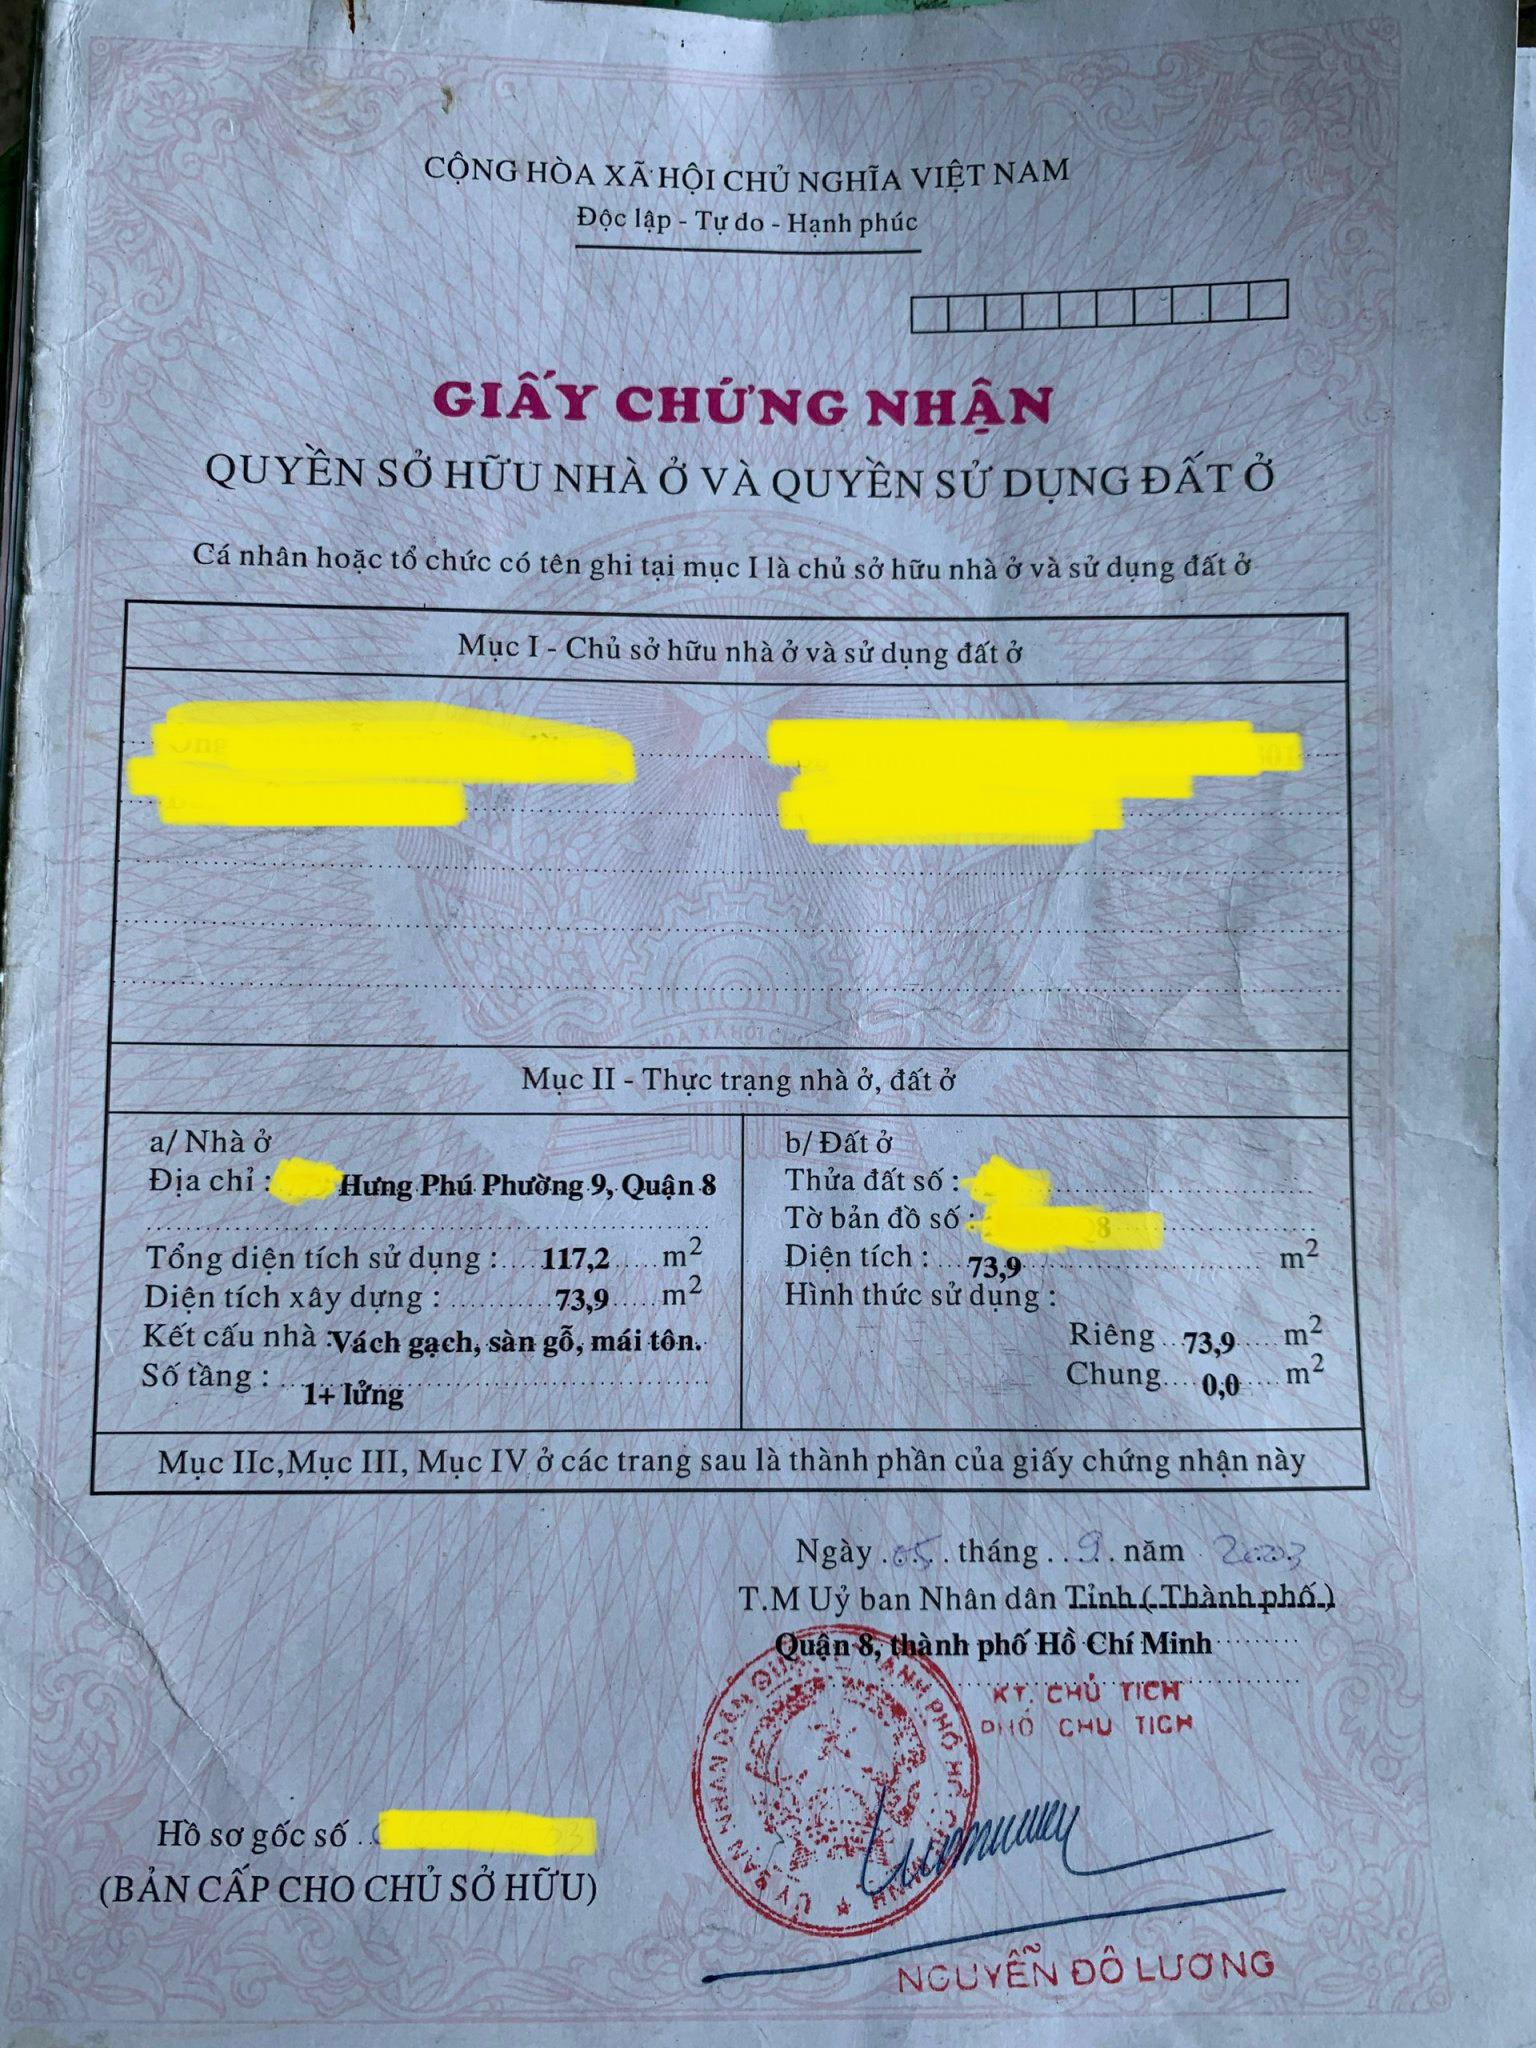 CỘNG HÒA XÃ HỘI CHỦ NGHĨA VIỆT NAM
Độc lập - Tự do - Hạnh phúc
GIẤY CHỨNG NHẬN
QUYỀN SỞ HỮU NHÀ Ở VÀ QUYỀN SỬ DỤNG ĐẤT Ở
Cá nhân hoặc tổ chức có tên ghi tại mục I là chủ sở hữu nhà ở và sử dụng đất ở
Mục I - Chủ sở hữu nhà ở và sử dụng đất ở
Mục II - Thực trạng nhà ở, đất ở
a/ Nhà ở
Địa chỉ : Hưng Phú Phường 9, Quận 8
Tổng diện tích sử dụng : 117,2 m2
Diện tích xây dựng : 73,9 m2
Kết cấu nhà : Vách gạch, sàn gỗ, mái tôn.
Số tầng : 1+ lửng
b/ Đất ở
Thửa đất số :
Tờ bản đồ số : Q8
Diện tích : 73,9 m2
Hình thức sử dụng :
Riêng 73,9 m2
Chung 0,0 m2
Mục IIc, Mục III, Mục IV ở các trang sau là thành phần của giấy chứng nhận này
Ngày 05 tháng 9 năm 2003
T.M Uỷ ban Nhân dân Tỉnh ( Thành phố )
Quận 8, thành phố Hồ Chí Minh
KT. CHỦ TỊCH
PHÓ CHỦ TỊCH
Hồ sơ gốc số
(BẢN CẤP CHO CHỦ SỞ HỮU)
NGUYỄN ĐÔ LƯƠNG